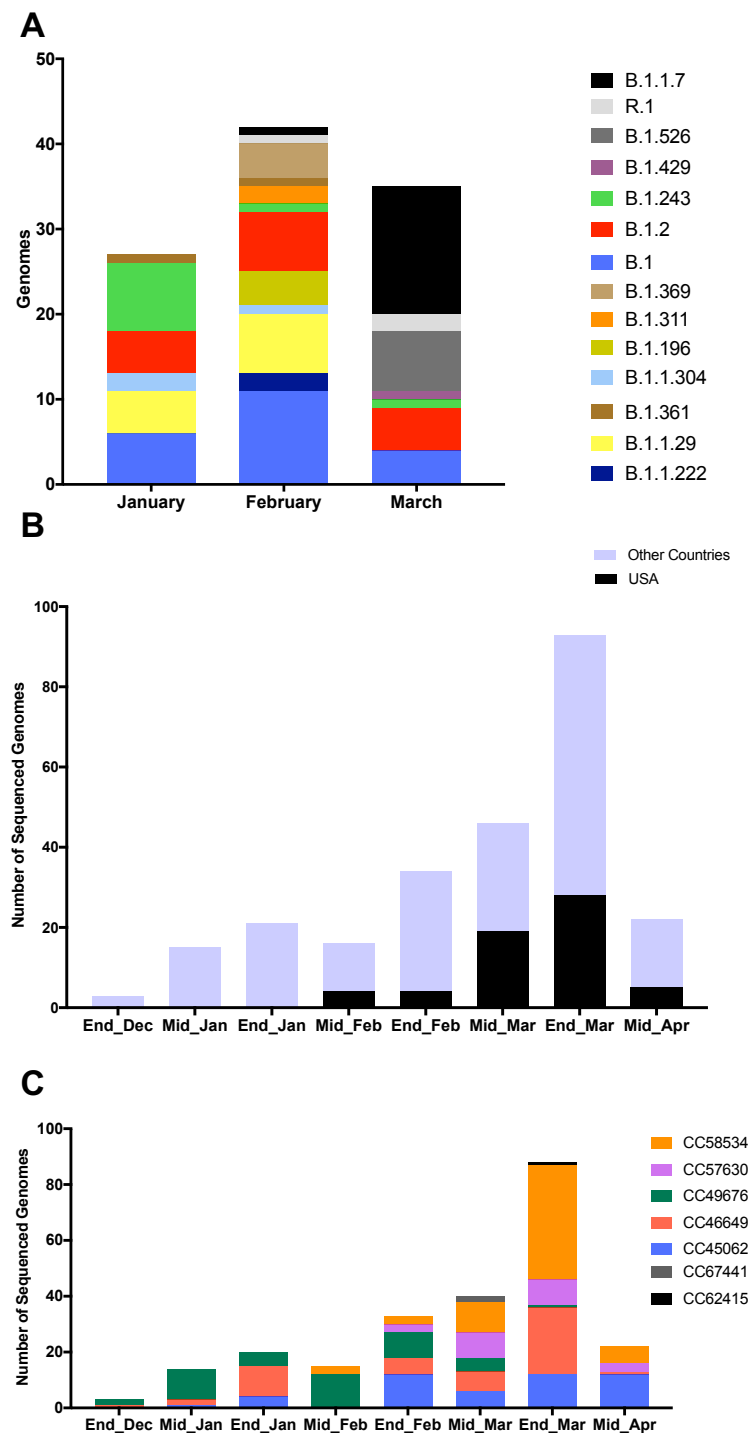 A
50
40
30
20
10
0
Genomes
January February March
B.1.1.7
R.1
B.1.526
B.1.429
B.1.243
B.1.2
B.1
B.1.369
B.1.311
B.1.196
B.1.1.304
B.1.361
B.1.1.29
B.1.1.222
B
Other Countries
USA
100
80
60
40
20
0
Number of Sequenced Genomes
End_Dec Mid_Jan End_Jan Mid_Feb End_Feb Mid_Mar End_Mar Mid_Apr
C
100
80
60
40
20
0
Number of Sequenced Genomes
End_Dec Mid_Jan End_Jan Mid_Feb End_Feb Mid_Mar End_Mar Mid_Apr
CC58534
CC57630
CC49676
CC46649
CC45062
CC67441
CC62415